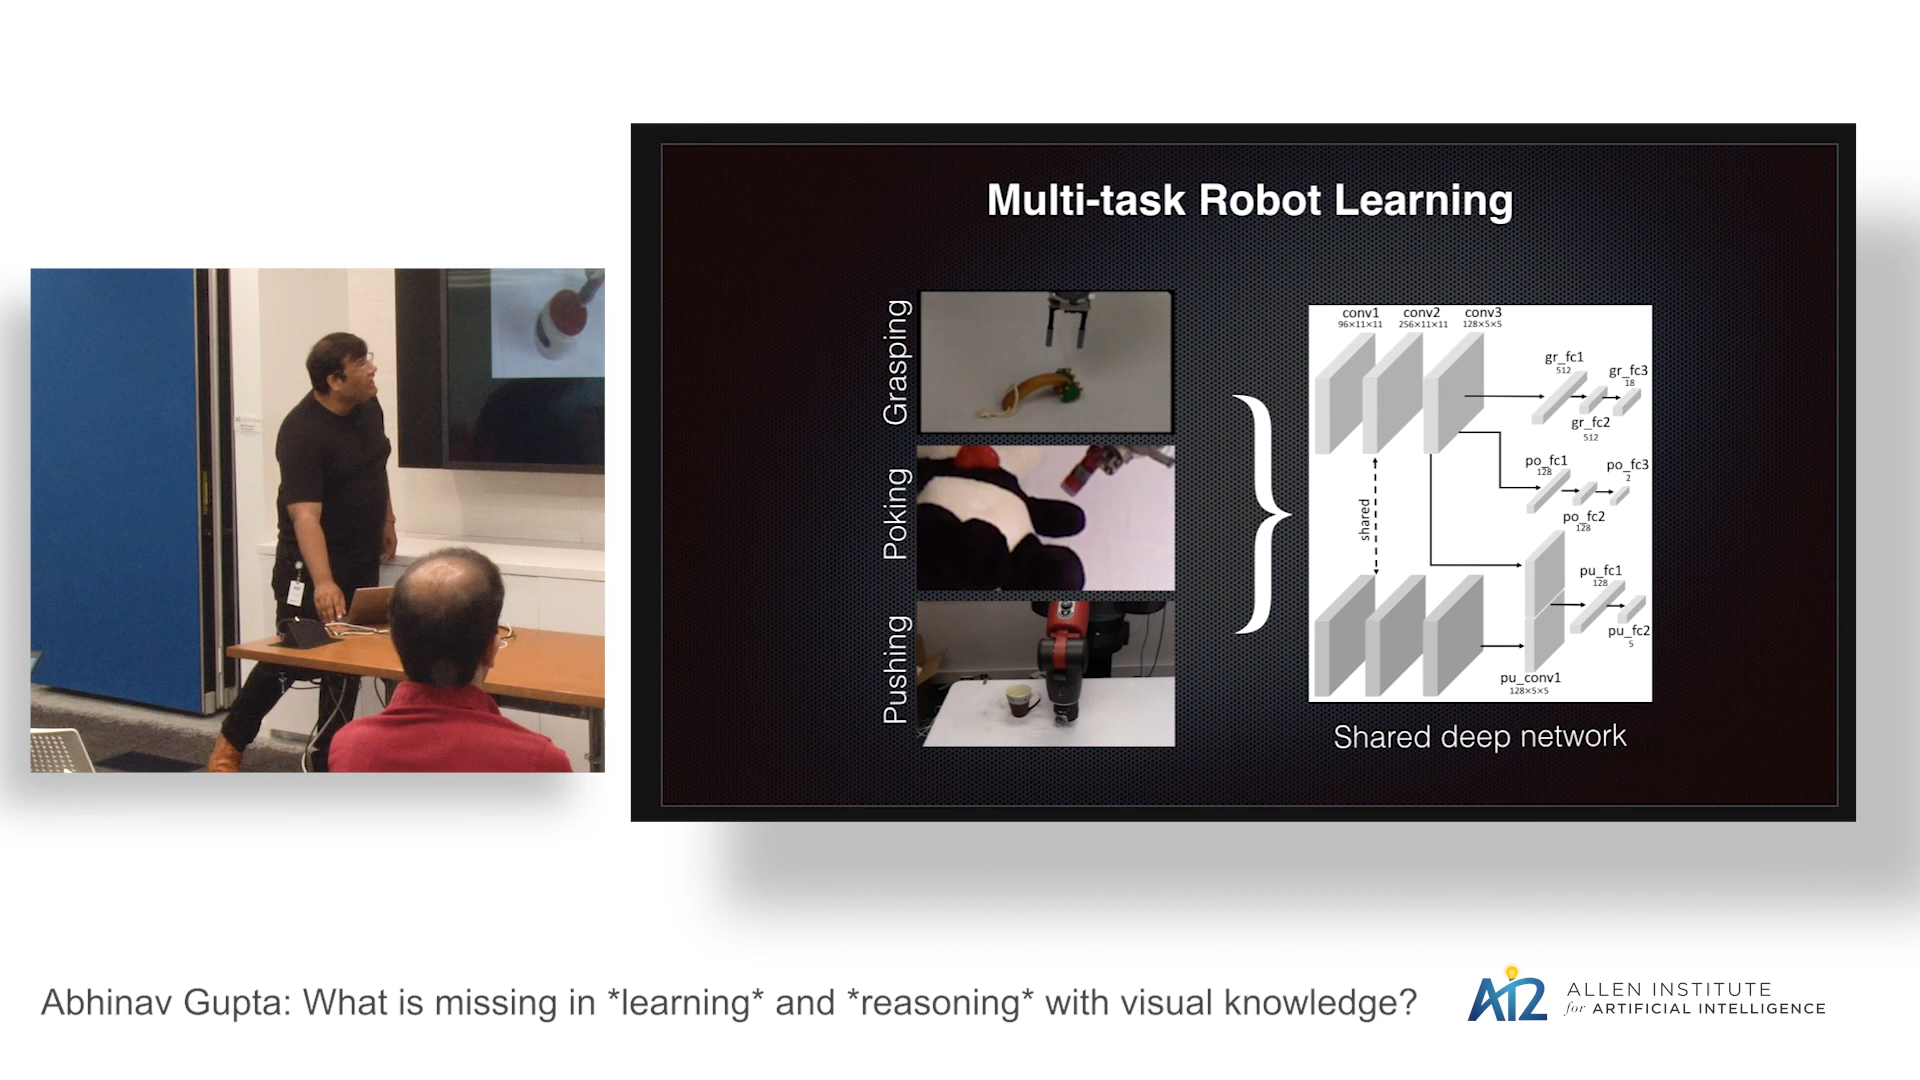 Multi-task Robot Learning
Grasping
Poking
Pushing
conv1
96×11×11
conv2
256×11×11
conv3
128×5×5
gr_fc1
512
gr_fc3
18
gr_fc2
512
po_fc1
128
po_fc3
2
po_fc2
128
shared
pu_fc1
128
pu_fc2
5
pu_conv1
128×5×5
Shared deep network
Abhinav Gupta: What is missing in *learning* and *reasoning* with visual knowledge?
AI2
ALLEN INSTITUTE
for ARTIFICIAL INTELLIGENCE